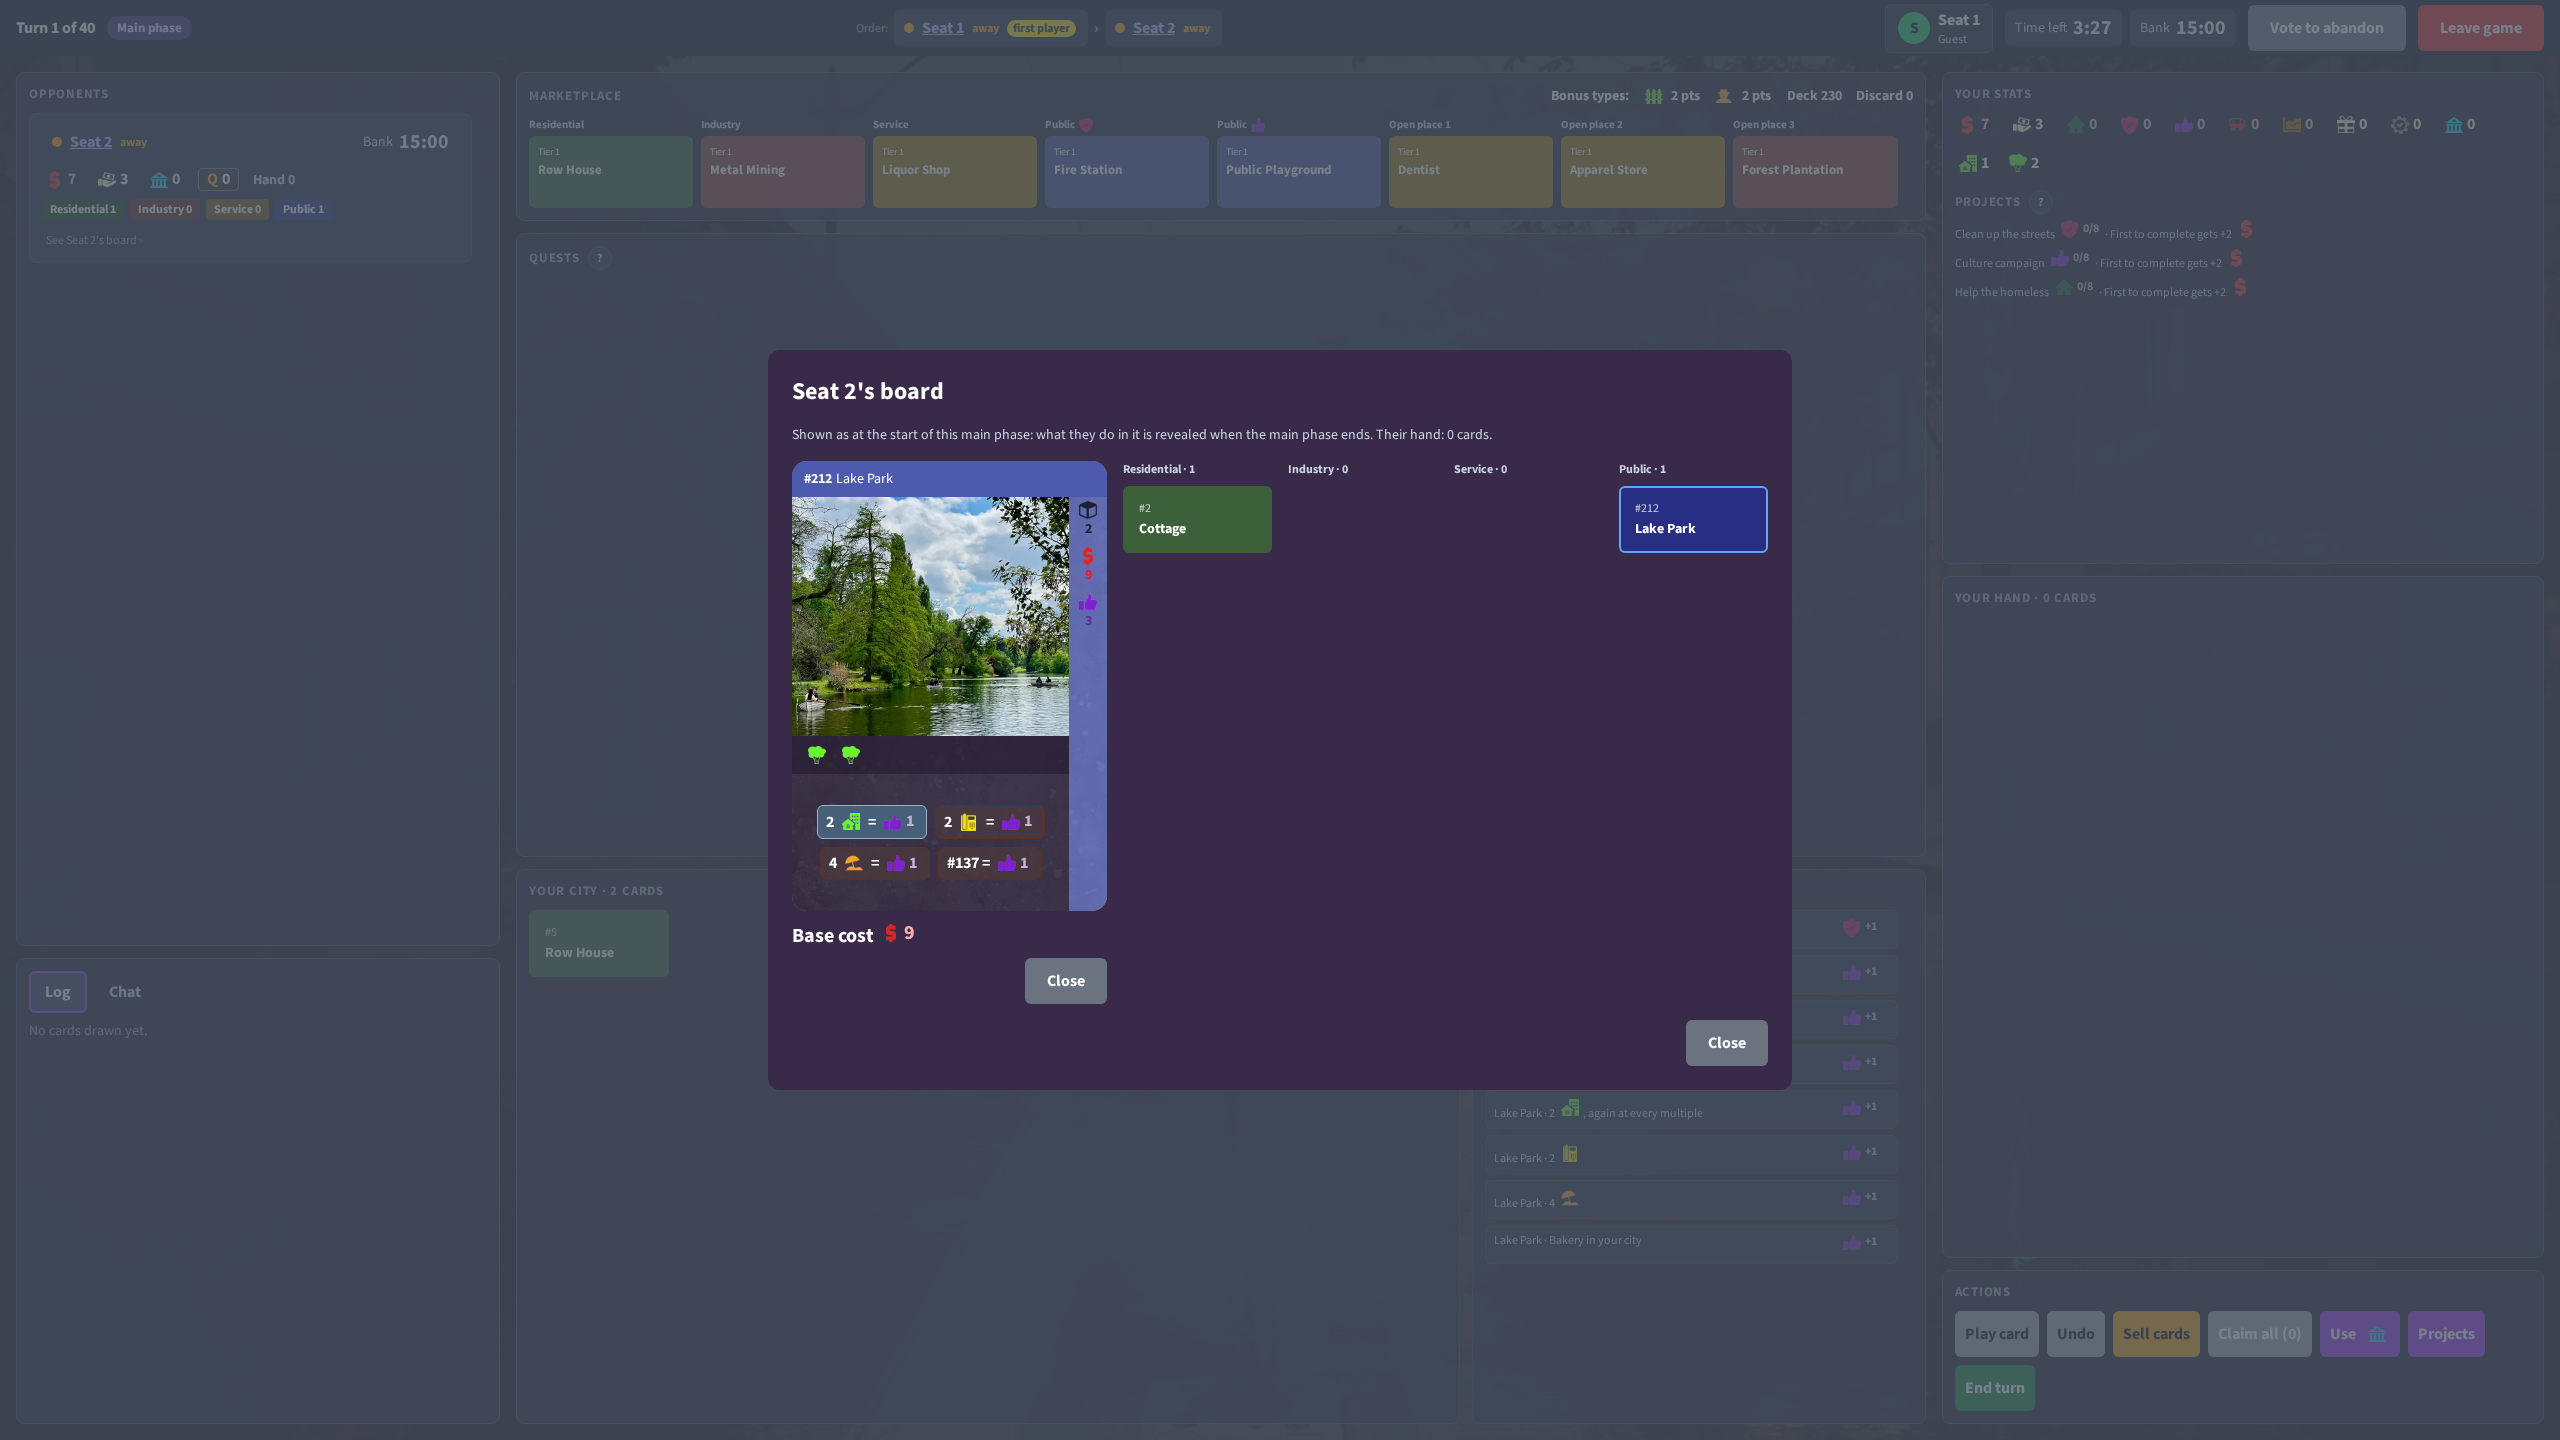 Turn 1 of 40 Main phase
Order: Seat 1 away first player › Seat 2 away
S Seat 1 Guest
Time left 3:27 Bank 15:00 Vote to abandon Leave game
OPPONENTS
Seat 2 away Bank 15:00
7 3 0 Q 0 Hand 0
Residential 1 Industry 0 Service 0 Public 1
See Seat 2's board ›
MARKETPLACE
Bonus types: 2 pts 2 pts Deck 230 Discard 0
Residential Industry Service Public Public Open place 1 Open place 2 Open place 3
Tier 1 Tier 1 Tier 1 Tier 1 Tier 1 Tier 1 Tier 1 Tier 1
Row House Metal Mining Liquor Shop Fire Station Public Playground Dentist Apparel Store Forest Plantation
QUESTS ?
YOUR STATS
7 3 0 0 0 0 0 0 0 0
1 2
PROJECTS ?
Clean up the streets 0/8 · First to complete gets +2
Culture campaign 0/8 · First to complete gets +2
Help the homeless 0/8 · First to complete gets +2
Seat 2's board
Shown as at the start of this main phase: what they do in it is revealed when the main phase ends. Their hand: 0 cards.
#212 Lake Park
2
$
9
3
2 = 1 2 = 1
4 = 1 #137 = 1
Base cost $ 9
Close
Residential · 1 Industry · 0 Service · 0 Public · 1
#2
Cottage
#212
Lake Park
Close
YOUR CITY · 2 CARDS
#5
Row House
+1
+1
+1
+1
Lake Park · 2 , again at every multiple +1
Lake Park · 2 +1
Lake Park · 4 +1
Lake Park · Bakery in your city +1
Log Chat
No cards drawn yet.
YOUR HAND · 0 CARDS
ACTIONS
Play card Undo Sell cards Claim all (0) Use Projects
End turn